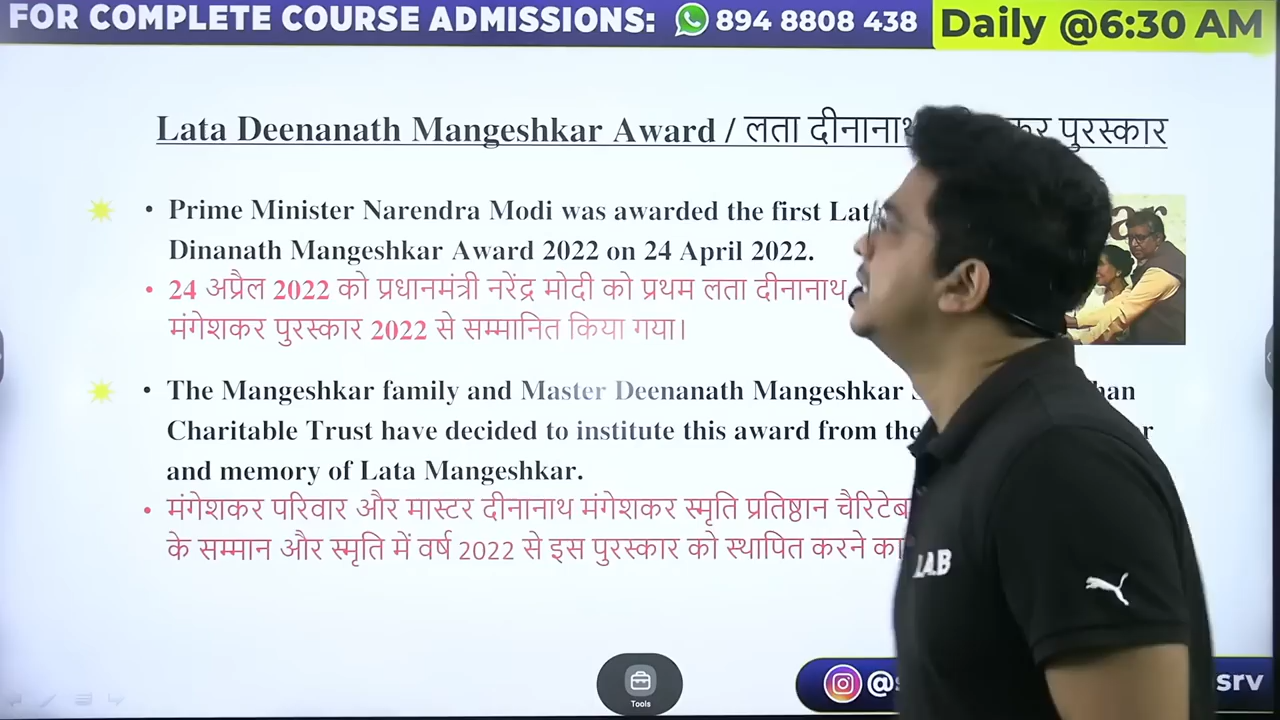 FOR COMPLETE COURSE ADMISSIONS: 894 8808 438 Daily @6:30 AM
Lata Deenanath Mangeshkar Award / लता दीनानाथ पुरस्कार
• Prime Minister Narendra Modi was awarded the first
Dinanath Mangeshkar Award 2022 on 24 April 2022.
• 24 अप्रैल 2022 को प्रधानमंत्री नरेंद्र मोदी को प्रथम लता दीनानाथ
मंगेशकर पुरस्कार 2022 से सम्मानित किया गया।
• The Mangeshkar family and Master Deenanath Mangeshkar
Charitable Trust have decided to institute this award from the
and memory of Lata Mangeshkar.
• मंगेशकर परिवार और मास्टर दीनानाथ मंगेशकर स्मृति प्रतिष्ठान
के सम्मान और स्मृति में वर्ष 2022 से इस पुरस्कार को स्थापित करने का
Tools
@
srv